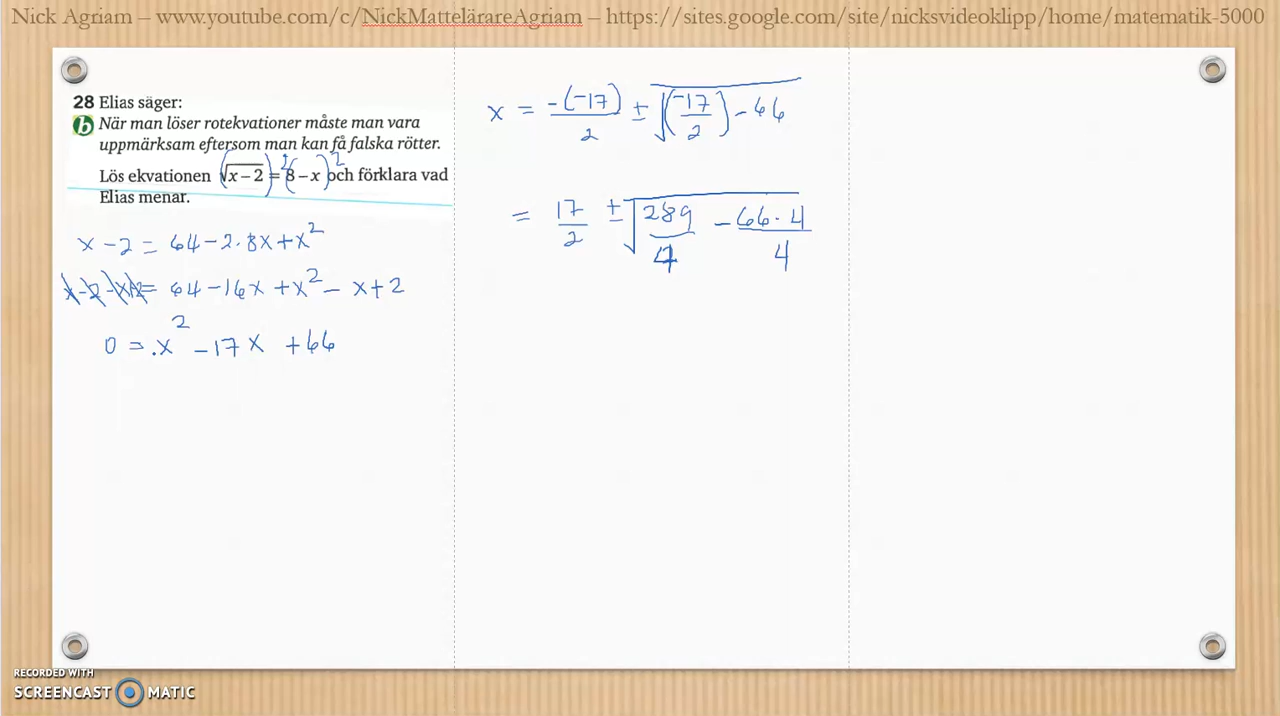 Nick Agriam – www.youtube.com/c/NickMattelärareAgriam – https://sites.google.com/site/nicksvideoklipp/home/matematik-5000
28 Elias säger:
b När man löser rotekvationer måste man vara
uppmärksam eftersom man kan få falska rötter.
Lös ekvationen (√(x − 2))² = (8 − x)² och förklara vad
Elias menar.
x − 2 = 64 − 2·8x + x²
x − 2 − x + 2 = 64 − 16x + x² − x + 2
0 = x² − 17x + 66
x = −(−17)/2 ± √((−17/2) − 66)
= 17/2 ± √(289/4 − 66·4/4)
RECORDED WITH
SCREENCAST MATIC